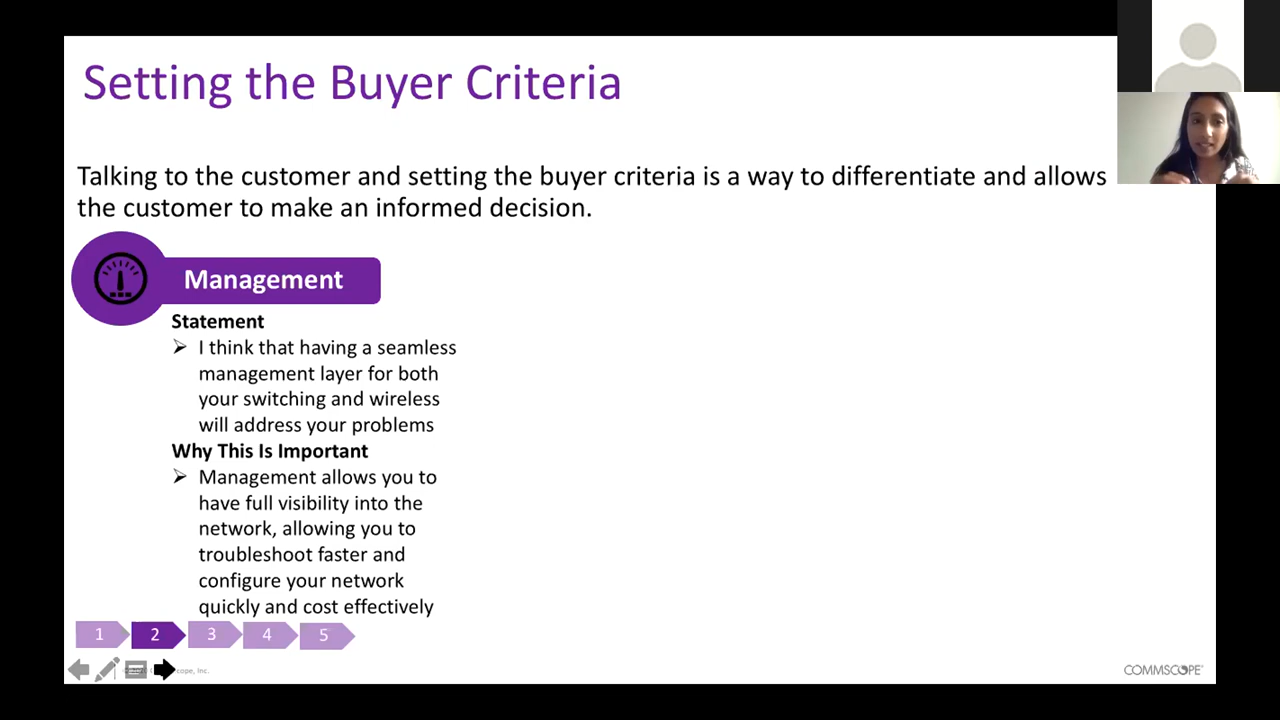 Setting the Buyer Criteria
Talking to the customer and setting the buyer criteria is a way to differentiate and allows
the customer to make an informed decision.
Management
Statement
➢ I think that having a seamless
management layer for both
your switching and wireless
will address your problems
Why This Is Important
➢ Management allows you to
have full visibility into the
network, allowing you to
troubleshoot faster and
configure your network
quickly and cost effectively
1 2 3 4 5
Inc.
COMMSCOPE®